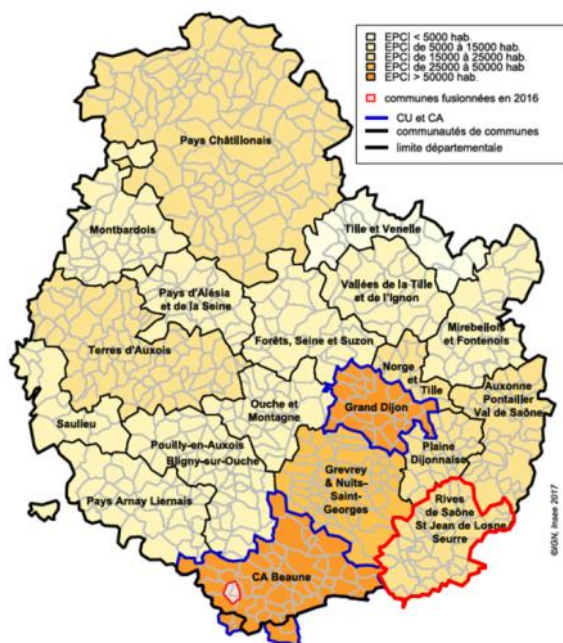 EPCI < 5000 hab.
EPCI de 5000 à 15000 hab.
EPCI de 15000 à 25000 hab.
EPCI de 25000 à 50000 hab
EPCI > 50000 hab.
communes fusionnées en 2016
CU et CA
communautés de communes
limite départementale
Pays Châtillonais
Montbardois
Tille et Venelle
Pays d'Alésia
et de la Seine
Vallées de la Tille
et de l'Ignon
Mirebellois
et Fontenois
Forêts, Seine et Suzon
Terres d'Auxois
Norge
et
Tille
Auxonne
Pontailler
Val de Saône
Grand Dijon
Ouche et
Montagne
Saulieu
Pouilly-en-Auxois
Bligny-sur-Ouche
Plaine
Dijonnaise
Grevrey
& Nuits-
Saint-
Georges
Pays Arnay Liernais
Rives
de Saône
St Jean de Losne
Seurre
CA Beaune
©IGN, Insee 2017